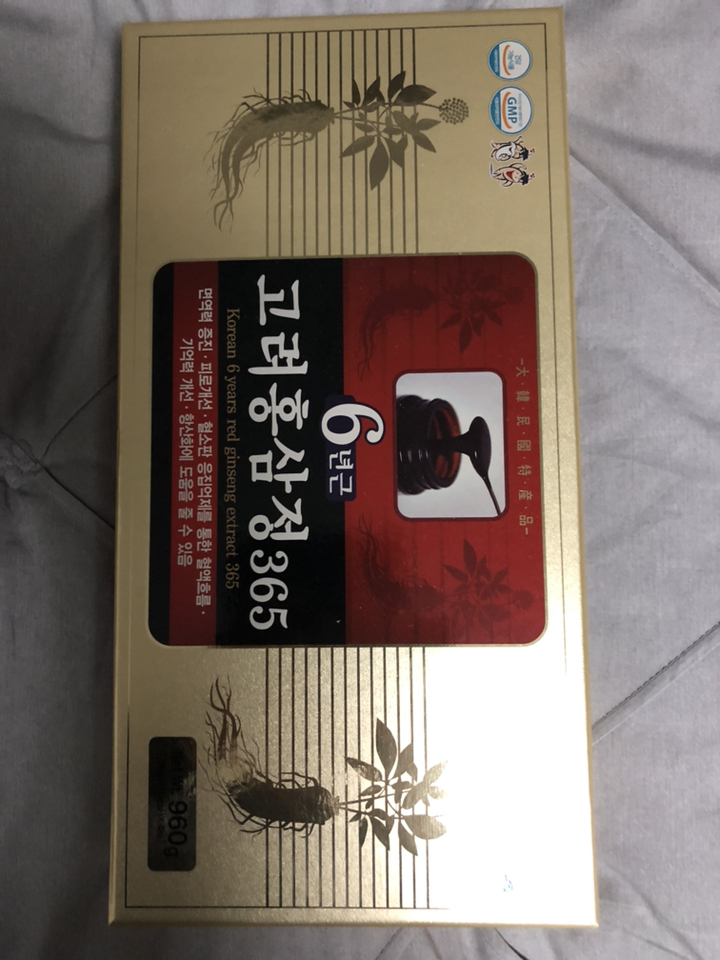 -大·韓·民·國·特·産·品-
6년근
고려홍삼정365
Korean 6 years red ginseng extract 365
면역력 증진 · 피로개선 · 혈소판 응집억제를 통한 혈액흐름 ·
기억력 개선 · 항산화에 도움을 줄 수 있음
GMP
960g